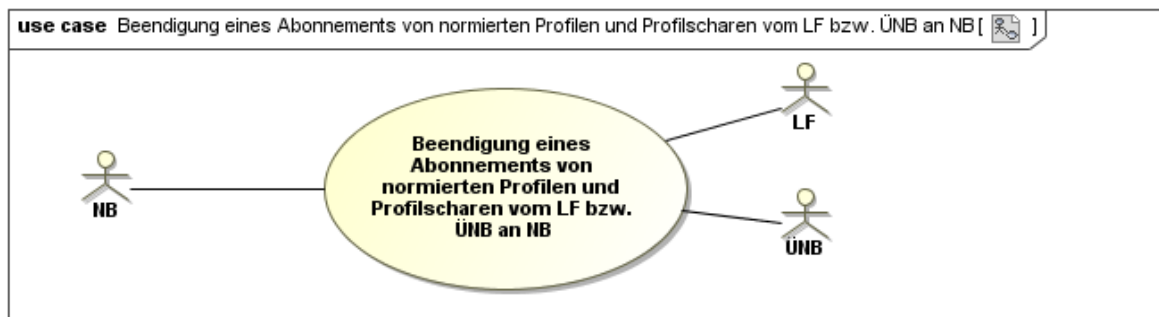 use case Beendigung eines Abonnements von normierten Profilen und Profilscharen vom LF bzw. ÜNB an NB [ ]
LF
Beendigung eines
Abonnements von
normierten Profilen und
Profilscharen vom LF bzw.
ÜNB an NB
NB
ÜNB